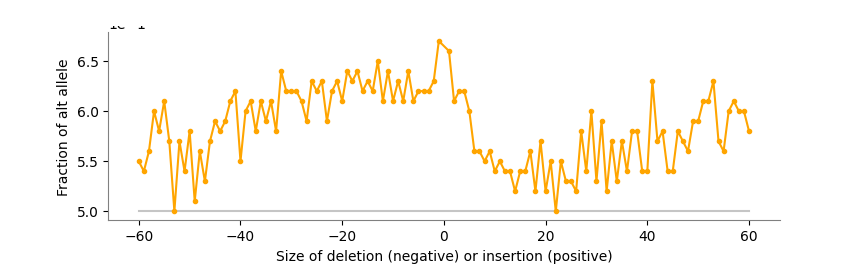 6.5
6.0
5.5
5.0
Fraction of alt allele
−60 −40 −20 0 20 40 60
Size of deletion (negative) or insertion (positive)